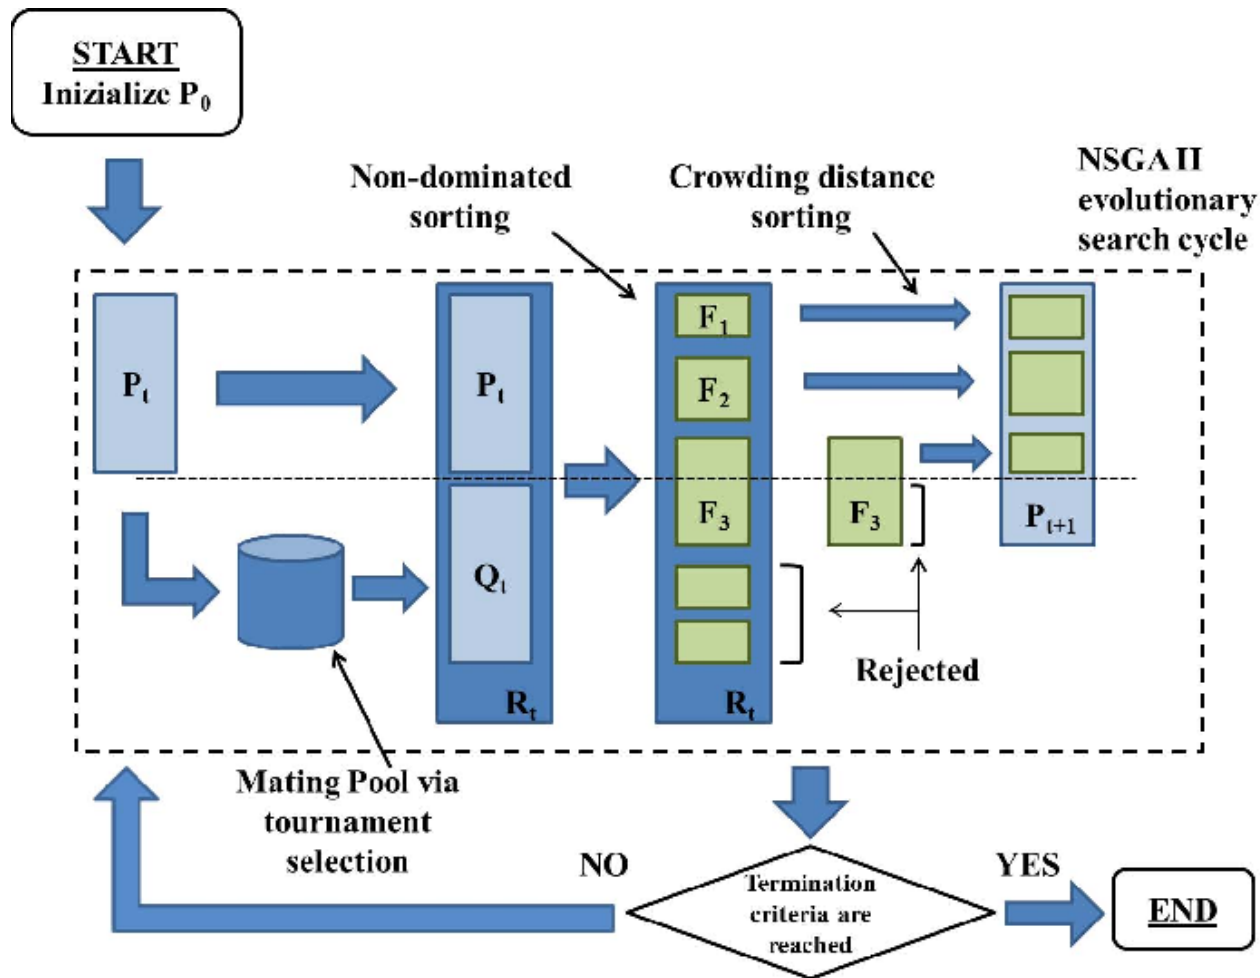 START
Inizialize P₀
Non-dominated
sorting
Crowding distance
sorting
NSGA II
evolutionary
search cycle
Pₜ
Pₜ
Qₜ
Rₜ
F₁
F₂
F₃
Rₜ
F₃
Pₜ₊₁
Rejected
Mating Pool via
tournament
selection
NO
Termination
criteria are
reached
YES
END